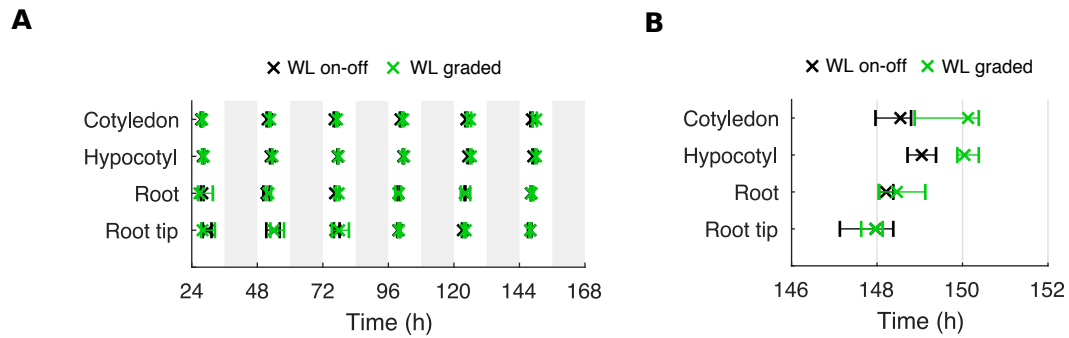 A
WL on-off WL graded
Cotyledon
Hypocotyl
Root
Root tip
24 48 72 96 120 144 168
Time (h)
B
WL on-off WL graded
Cotyledon
Hypocotyl
Root
Root tip
146 148 150 152
Time (h)